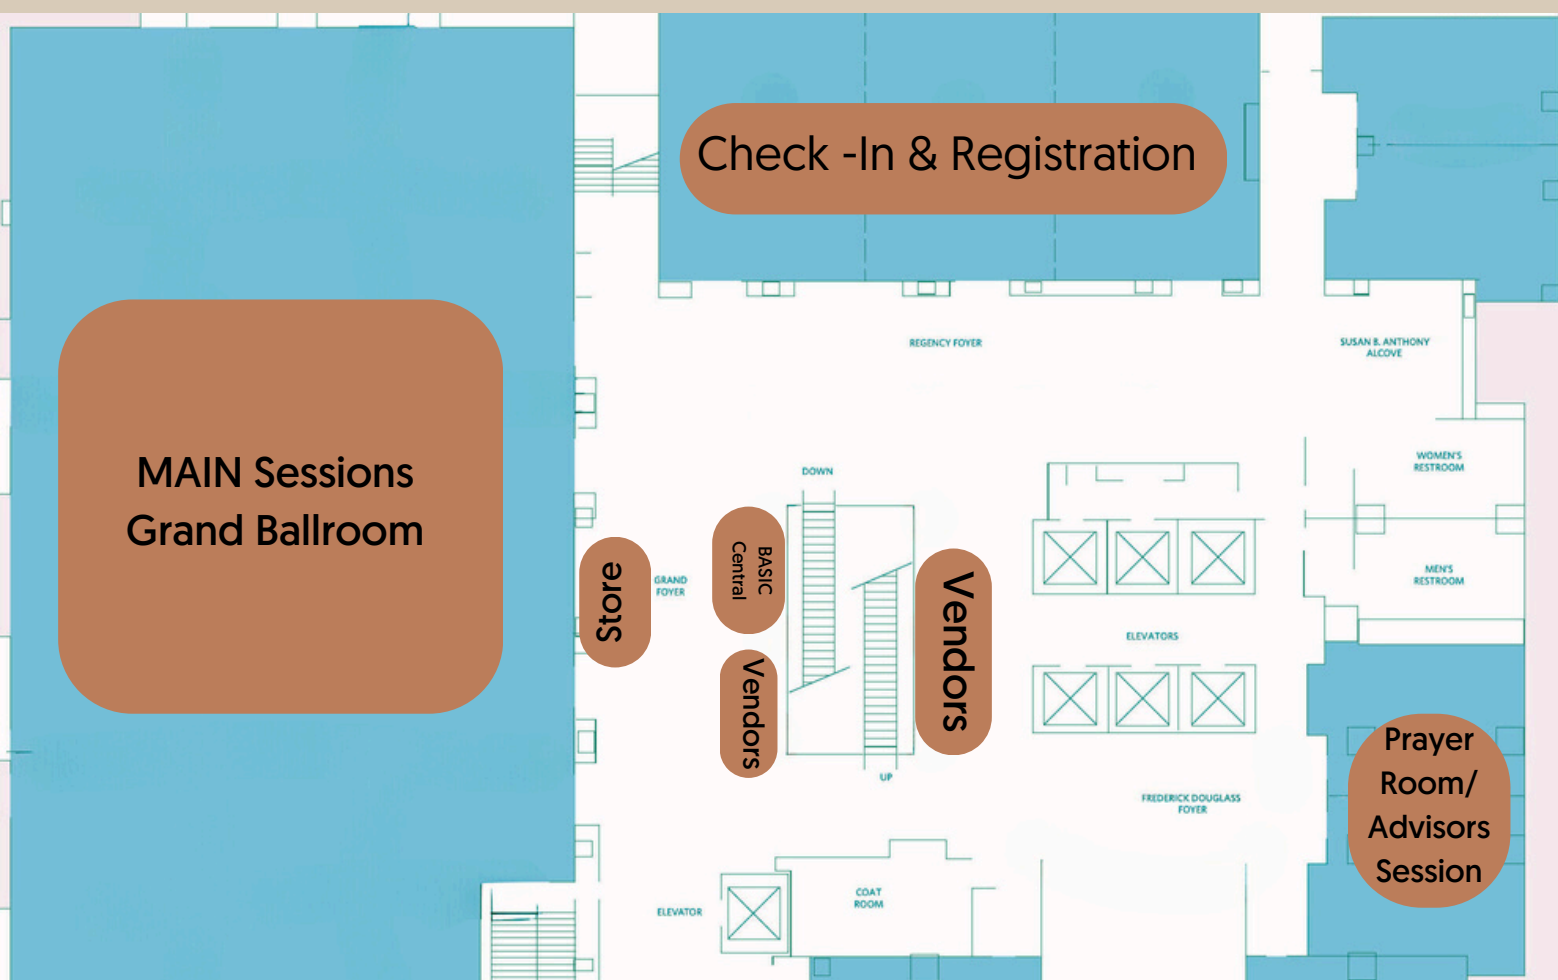 Check -In & Registration
REGENCY FOYER
SUSAN B. ANTHONY
ALCOVE
MAIN Sessions
Grand Ballroom
DOWN
WOMEN'S
RESTROOM
BASIC
Central
Store
GRAND
FOYER
Vendors
MEN'S
RESTROOM
ELEVATORS
Vendors
UP
FREDERICK DOUGLASS
FOYER
Prayer
Room/
Advisors
Session
COAT
ROOM
ELEVATOR